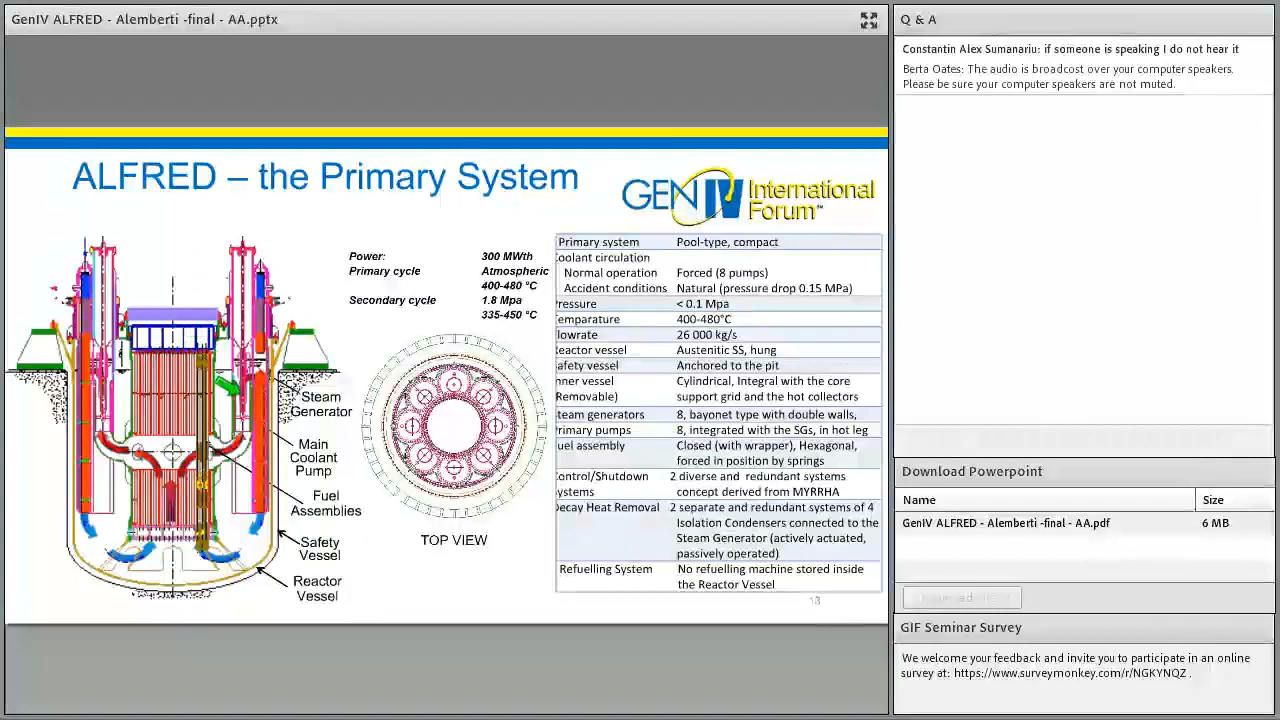 GenIV ALFRED - Alemberti -final - AA.pptx
ALFRED – the Primary System
GEN IV International
Forum™
Power: 300 MWth
Primary cycle Atmospheric
400-480 °C
Secondary cycle 1.8 Mpa
335-450 °C
Steam
Generator
Main
Coolant
Pump
Fuel
Assemblies
Safety
Vessel
Reactor
Vessel
TOP VIEW
Primary system Pool-type, compact
oolant circulation
Normal operation Forced (8 pumps)
Accident conditions Natural (pressure drop 0.15 MPa)
ressure < 0.1 Mpa
emparature 400-480°C
lowrate 26 000 kg/s
eactor vessel Austenitic SS, hung
afety vessel Anchored to the pit
nner vessel Cylindrical, Integral with the core
Removable) support grid and the hot collectors
team generators 8, bayonet type with double walls,
rimary pumps 8, integrated with the SGs, in hot leg
uel assembly Closed (with wrapper), Hexagonal,
forced in position by springs
ontrol/Shutdown 2 diverse and redundant systems
ystems concept derived from MYRRHA
ecay Heat Removal 2 separate and redundant systems of 4
Isolation Condensers connected to the
Steam Generator (actively actuated,
passively operated)
Refuelling System No refuelling machine stored inside
the Reactor Vessel
13
Q & A
Constantin Alex Sumanariu: if someone is speaking I do not hear it
Berta Oates: The audio is broadcast over your computer speakers.
Please be sure your computer speakers are not muted.
Download Powerpoint
Name Size
GenIV ALFRED - Alemberti -final - AA.pdf 6 MB
GIF Seminar Survey
We welcome your feedback and invite you to participate in an online
survey at: https://www.surveymonkey.com/r/NGKYNQZ .